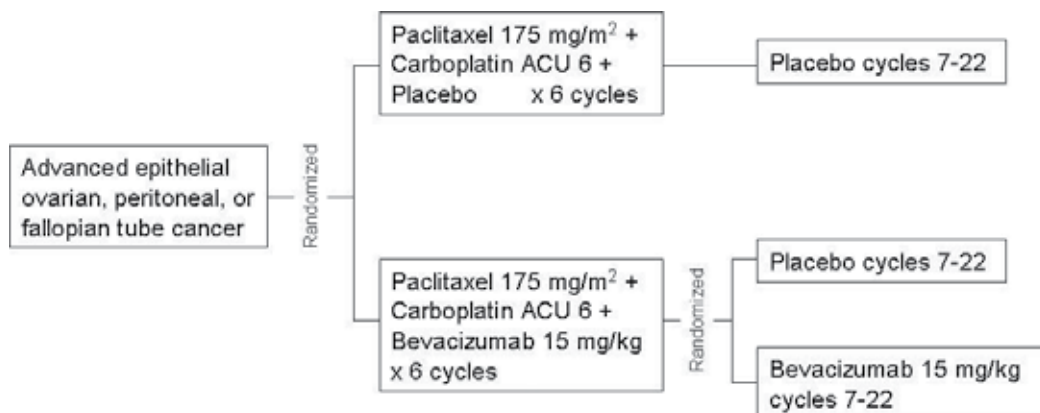 Advanced epithelial
ovarian, peritoneal, or
fallopian tube cancer
Randomized
Paclitaxel 175 mg/m² +
Carboplatin ACU 6 +
Placebo x 6 cycles
Placebo cycles 7-22
Paclitaxel 175 mg/m² +
Carboplatin ACU 6 +
Bevacizumab 15 mg/kg
x 6 cycles
Randomized
Placebo cycles 7-22
Bevacizumab 15 mg/kg
cycles 7-22